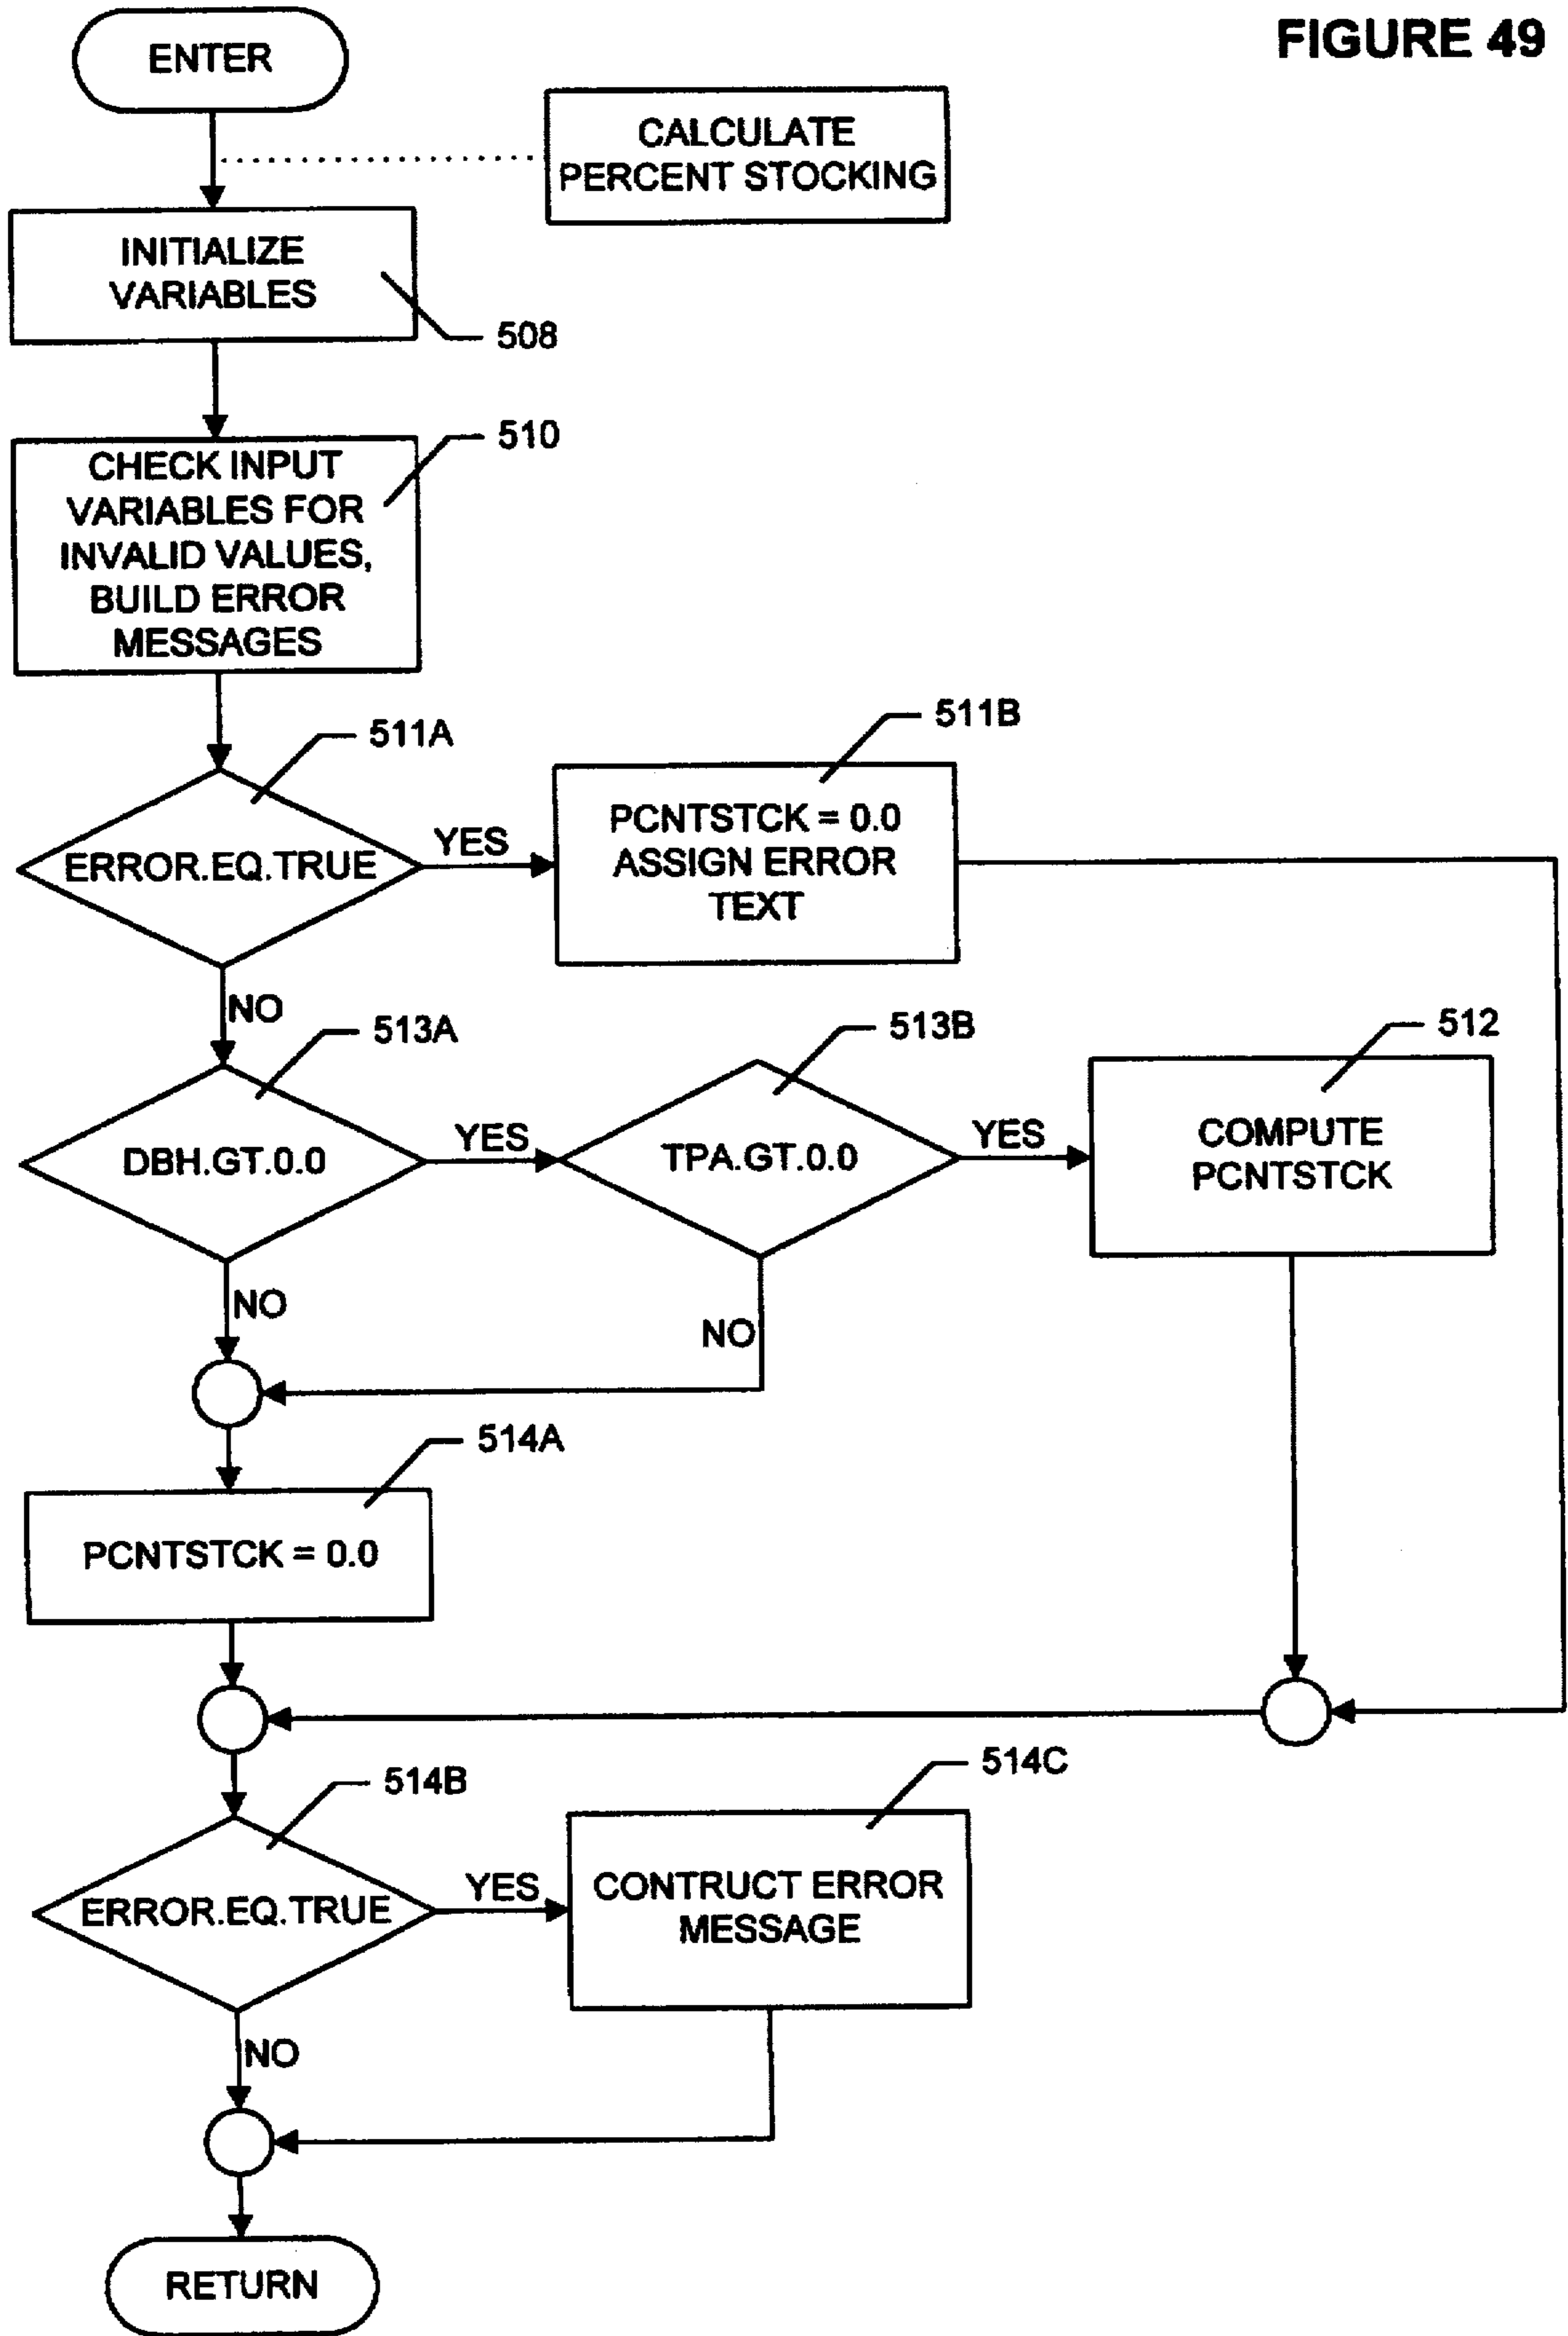 FIGURE 49
ENTER
CALCULATE
PERCENT STOCKING
INITIALIZE
VARIABLES
508
510
CHECK INPUT
VARIABLES FOR
INVALID VALUES,
BUILD ERROR
MESSAGES
511A
511B
ERROR.EQ.TRUE
YES
PCNTSTCK = 0.0
ASSIGN ERROR
TEXT
NO
513A
513B
512
DBH.GT.0.0
YES
TPA.GT.0.0
YES
COMPUTE
PCNTSTCK
NO
NO
514A
PCNTSTCK = 0.0
514B
514C
ERROR.EQ.TRUE
YES
CONTRUCT ERROR
MESSAGE
NO
RETURN